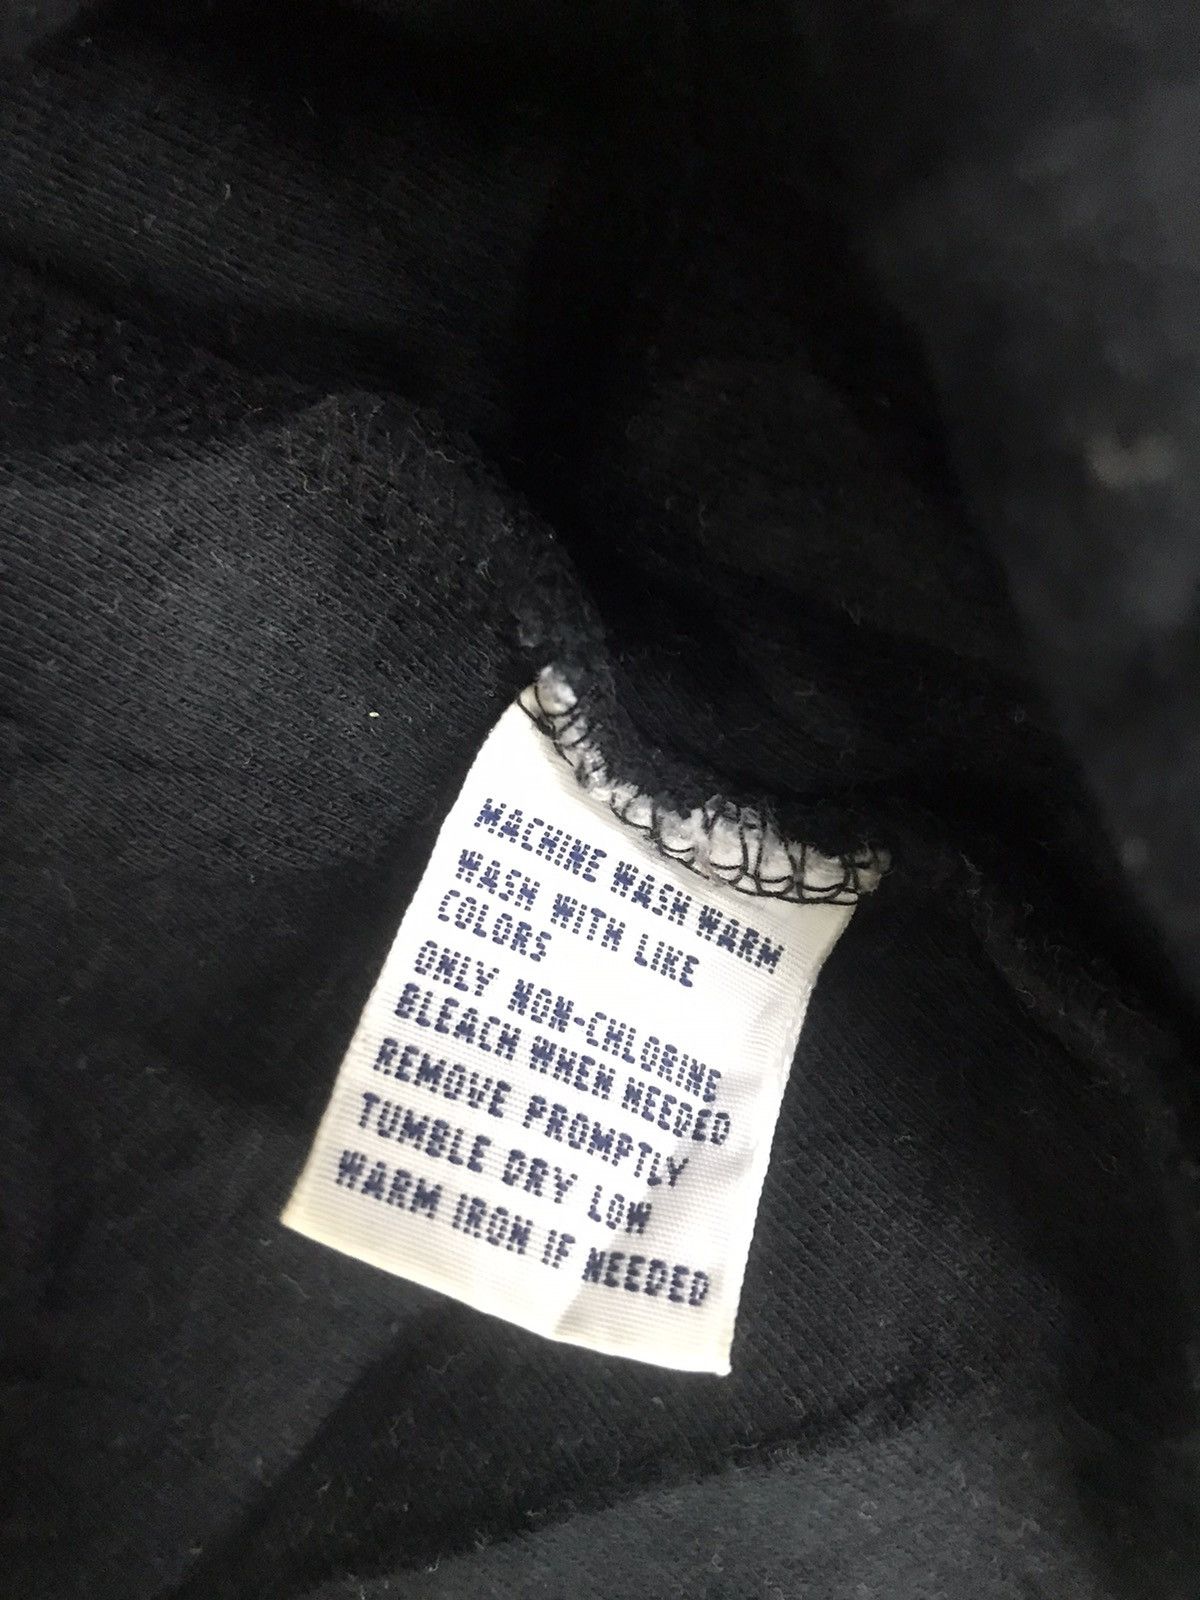 MACHINE WASH WARM
WASH WITH LIKE
COLORS
ONLY NON-CHLORINE
BLEACH WHEN NEEDED
REMOVE PROMPTLY
TUMBLE DRY LOW
WARM IRON IF NEEDED